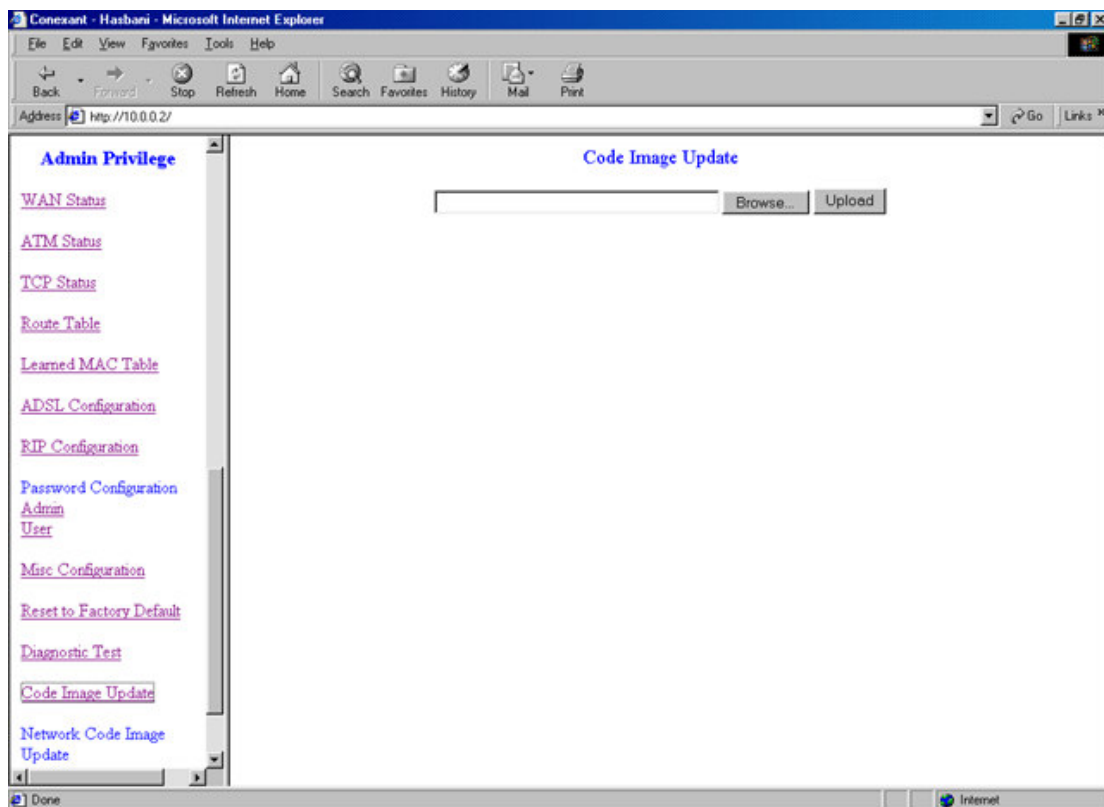 Conexant - Hasbani - Microsoft Internet Explorer
File Edit View Favorites Tools Help
Back Forward Stop Refresh Home Search Favorites History Mail Print
Address http://10.0.0.2/ Go Links »
Admin Privilege
WAN Status
ATM Status
TCP Status
Route Table
Learned MAC Table
ADSL Configuration
RIP Configuration
Password Configuration
Admin
User
Misc Configuration
Reset to Factory Default
Diagnostic Test
Code Image Update
Network Code Image
Update
Code Image Update
Browse... Upload
Done Internet